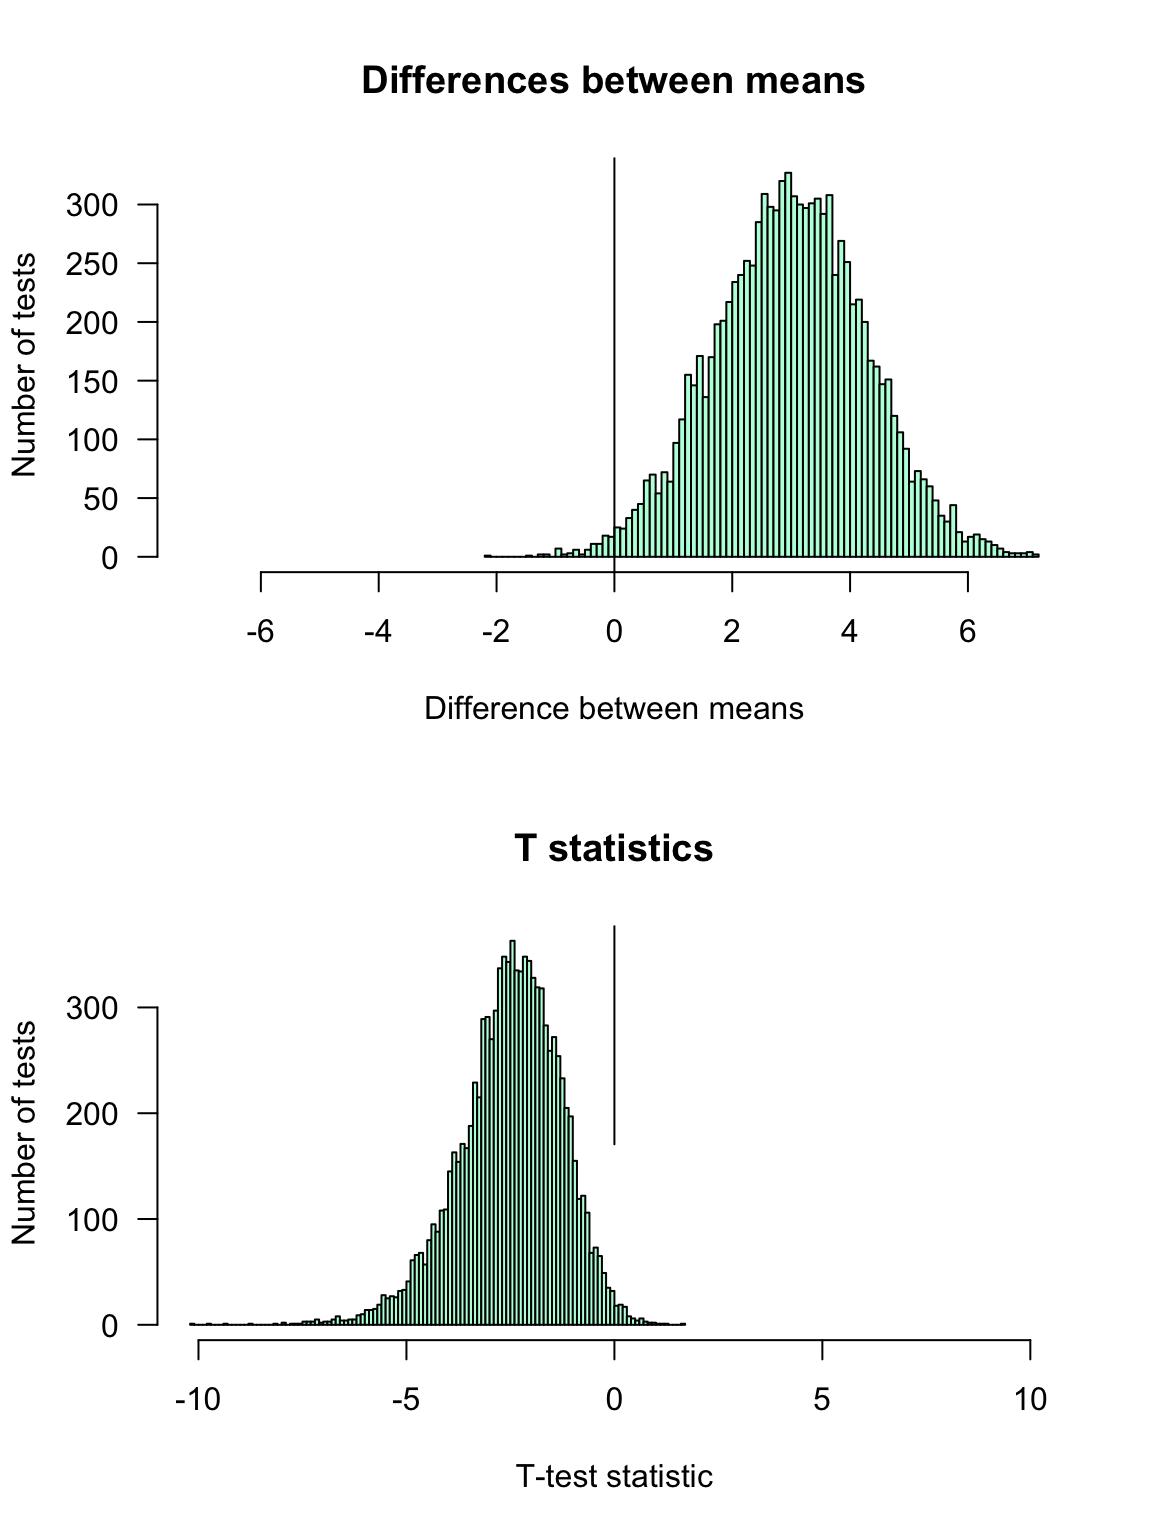 Differences between means
Number of tests
300
250
200
150
100
50
0
-6 -4 -2 0 2 4 6
Difference between means
T statistics
Number of tests
300
200
100
0
-10 -5 0 5 10
T-test statistic